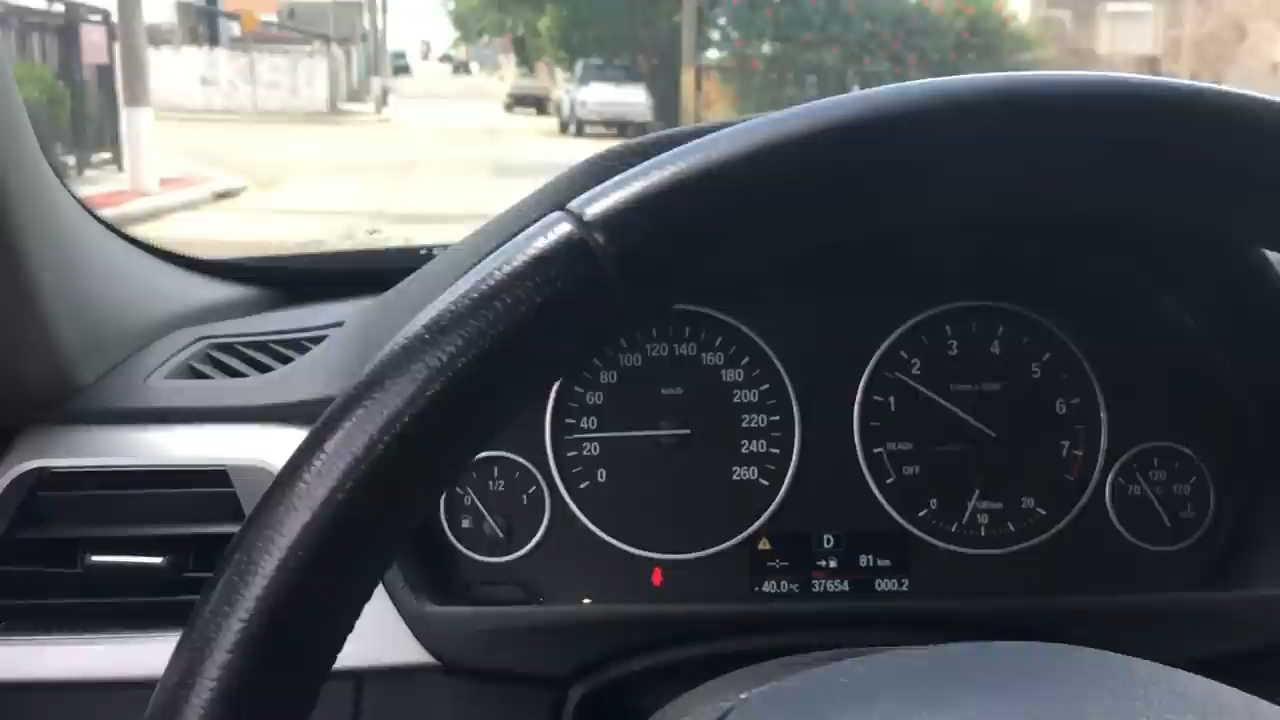 100 120 140 160
80 km/h 180
60 200
40 220
20 240
0 260
0 1/2 1
1 2 3 4 5 6 7
READY
OFF
0 10 20
70 120 170
°C
D
81 km
-40.0°C 37654 000.2